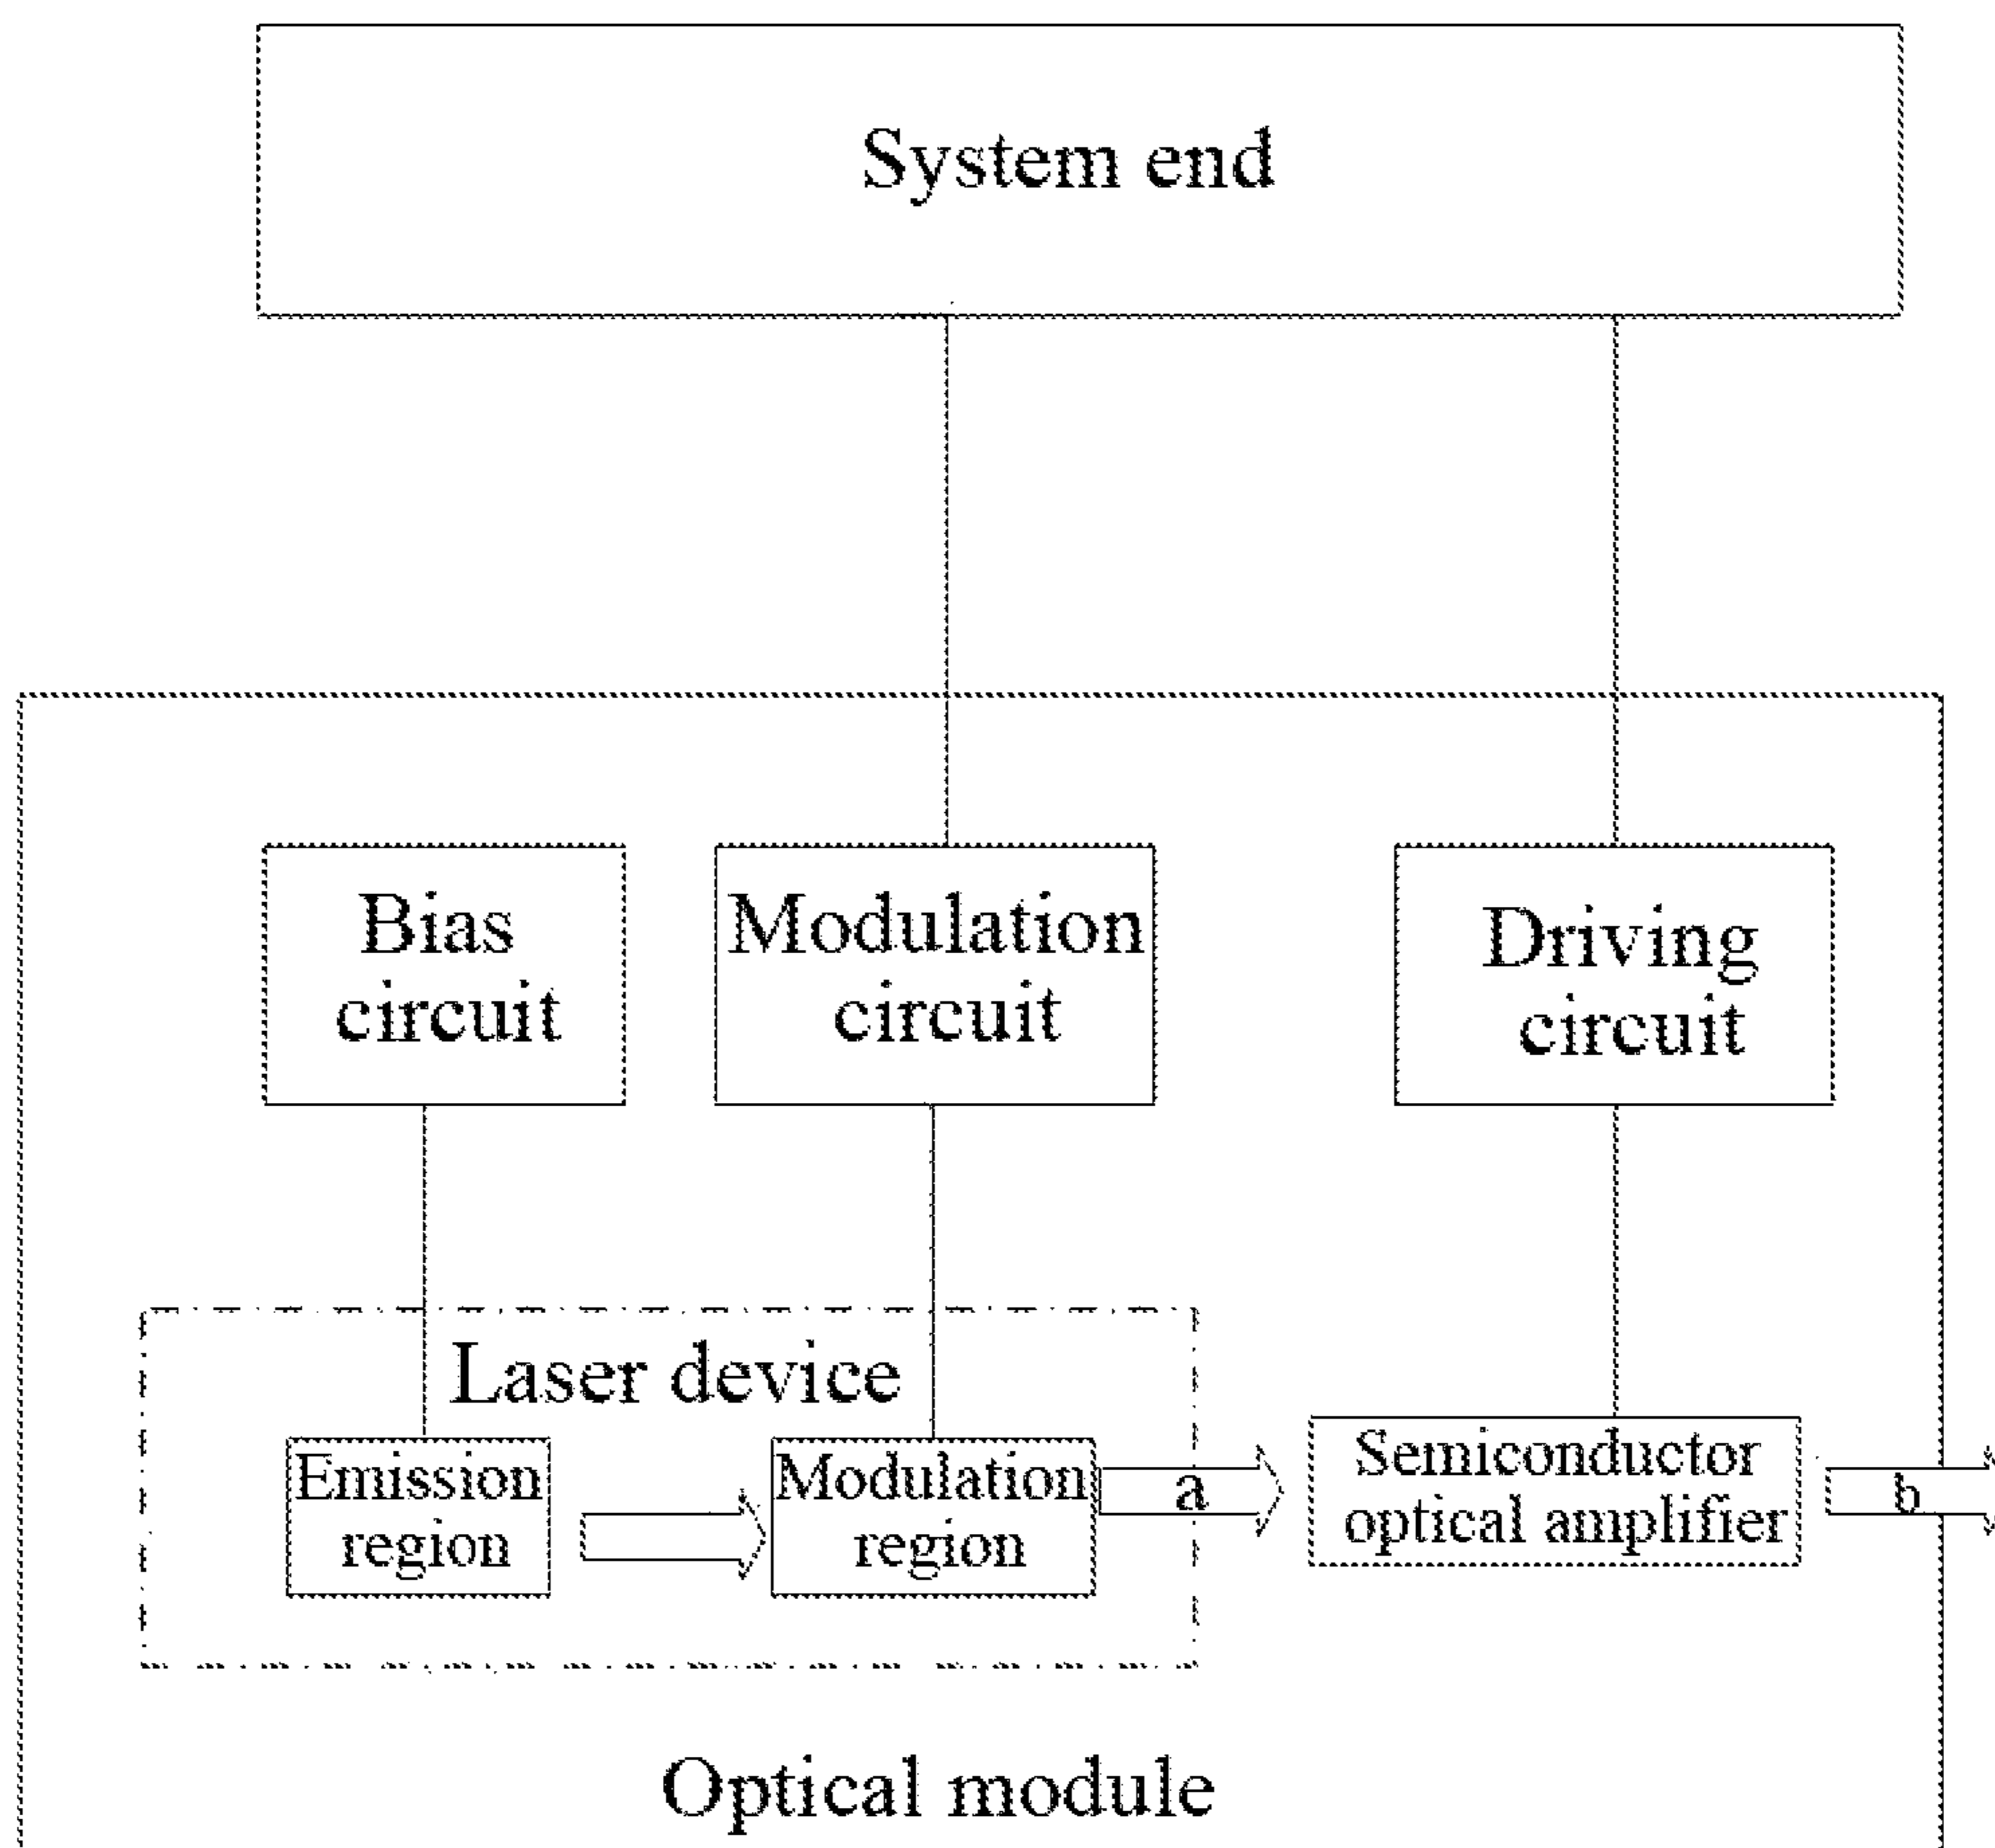 System end
Bias
circuit
Modulation
circuit
Driving
circuit
Laser device
Emission
region
Modulation
region
a
Semiconductor
optical amplifier
b
Optical module